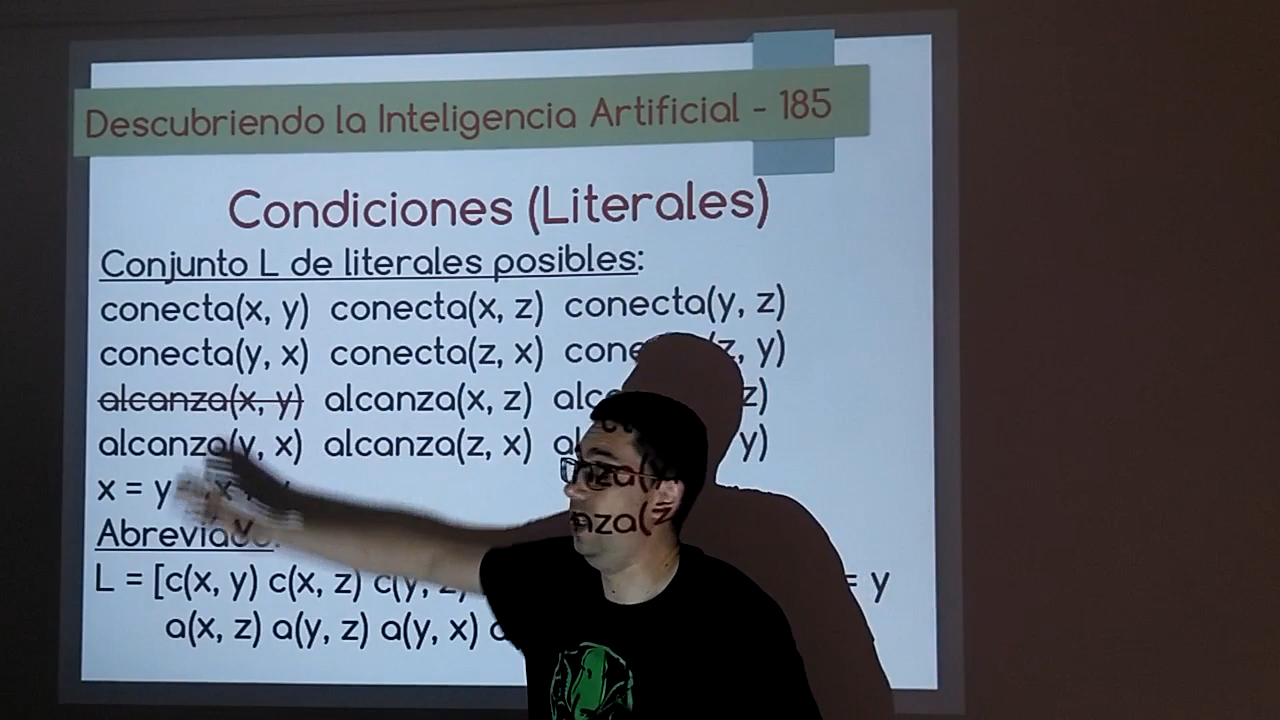 Descubriendo la Inteligencia Artificial - 185
Condiciones (Literales)
Conjunto L de literales posibles:
conecta(x, y) conecta(x, z) conecta(y, z)
conecta(y, x) conecta(z, x) y)
alcanza(x, y) alcanza(x, z) z)
alcanza(y, x) alcanza(z, x) y)
x = y
L = [c(x, y) c(x, z) c(y, = y
a(x, z) a(y, z) a(y, x)